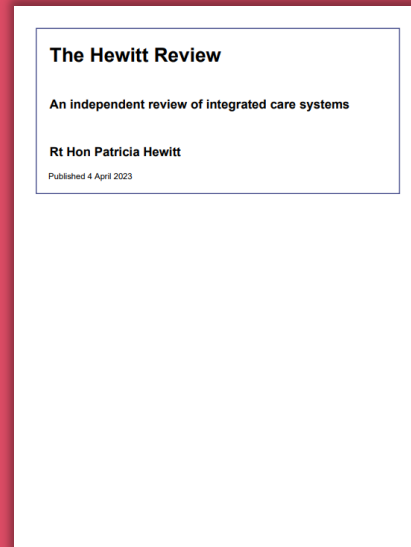 The Hewitt Review
An independent review of integrated care systems
Rt Hon Patricia Hewitt
Published 4 April 2023